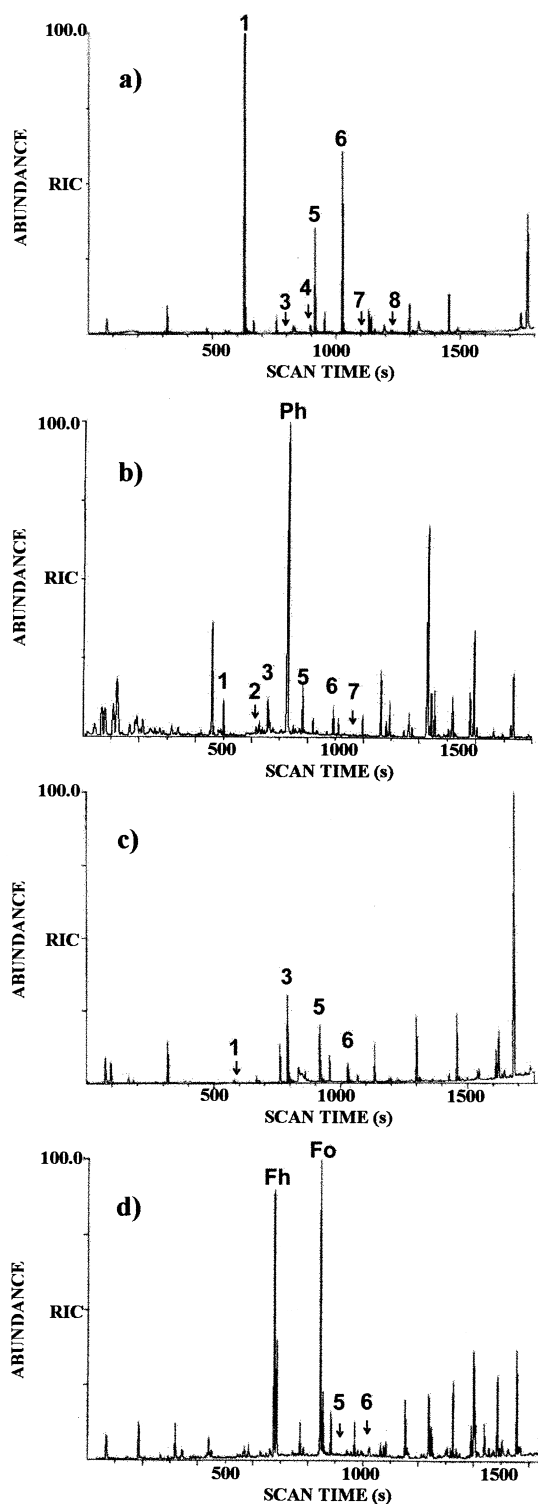 100.0
1
a)
6
ABUNDANCE
RIC
5
3
4
7
8
500
1000
1500
SCAN TIME (s)
Ph
100.0
b)
ABUNDANCE
RIC
1
2
3
5
6
7
500
1000
1500
SCAN TIME (s)
100.0
c)
ABUNDANCE
RIC
3
5
1
6
500
1000
1500
SCAN TIME (s)
Fo
100.0
Fh
d)
ABUNDANCE
RIC
5
6
500
1000
1500
SCAN TIME (s)